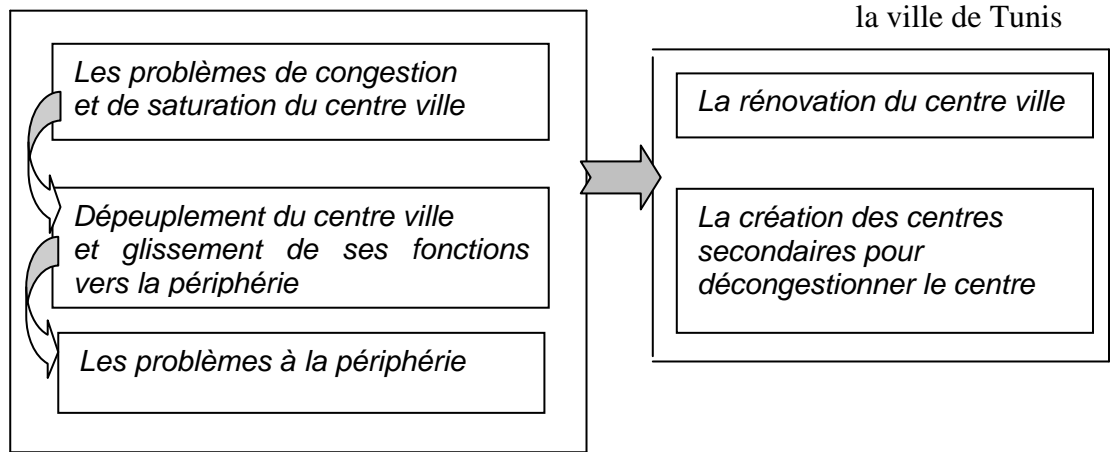 la ville de Tunis
Les problèmes de congestion
et de saturation du centre ville
Dépeuplement du centre ville
et glissement de ses fonctions
vers la périphérie
Les problèmes à la périphérie
La rénovation du centre ville
La création des centres
secondaires pour
décongestionner le centre